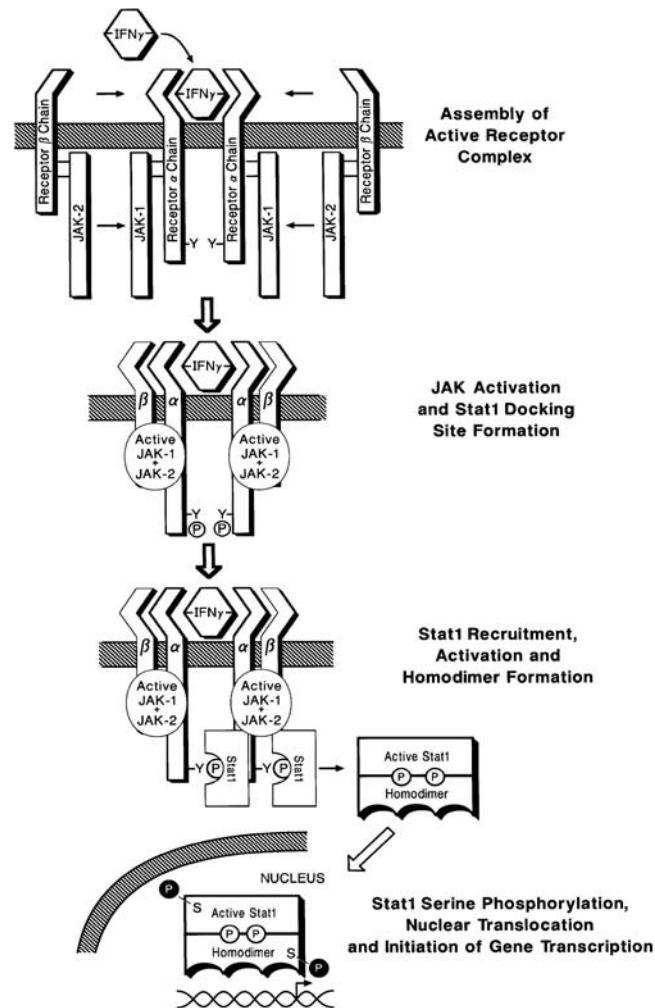 IFNγ
IFNγ
Receptor β Chain
Receptor α Chain
Receptor α Chain
Receptor β Chain
Assembly of
Active Receptor
Complex
JAK-2
JAK-1
JAK-1
JAK-2
Y Y
IFNγ
β α α β
JAK Activation
and Stat1 Docking
Site Formation
Active
JAK-1
+
JAK-2
Active
JAK-1
+
JAK-2
Y Y
P P
IFNγ
β α α β
Stat1 Recruitment,
Activation and
Homodimer Formation
Active
JAK-1
+
JAK-2
Active
JAK-1
+
JAK-2
Y P Stat1 Y P Stat1
Active Stat1
P P
Homodimer
NUCLEUS
P
S
Active Stat1
P P
Homodimer
S
P
Stat1 Serine Phosphorylation,
Nuclear Translocation
and Initiation of Gene Transcription